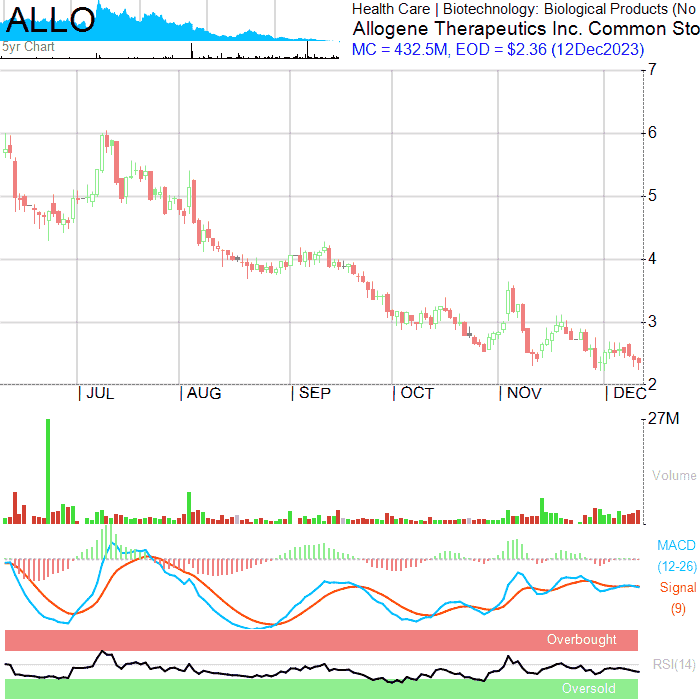 ALLO
5yr Chart
Health Care | Biotechnology: Biological Products (No
Allogene Therapeutics Inc. Common Sto
MC = 432.5M, EOD = $2.36 (12Dec2023)
7
6
5
4
3
2
| JUL | AUG | SEP | OCT | NOV | DEC
27M
Volume
MACD
(12-26)
Signal
(9)
Overbought
RSI(14)
Oversold